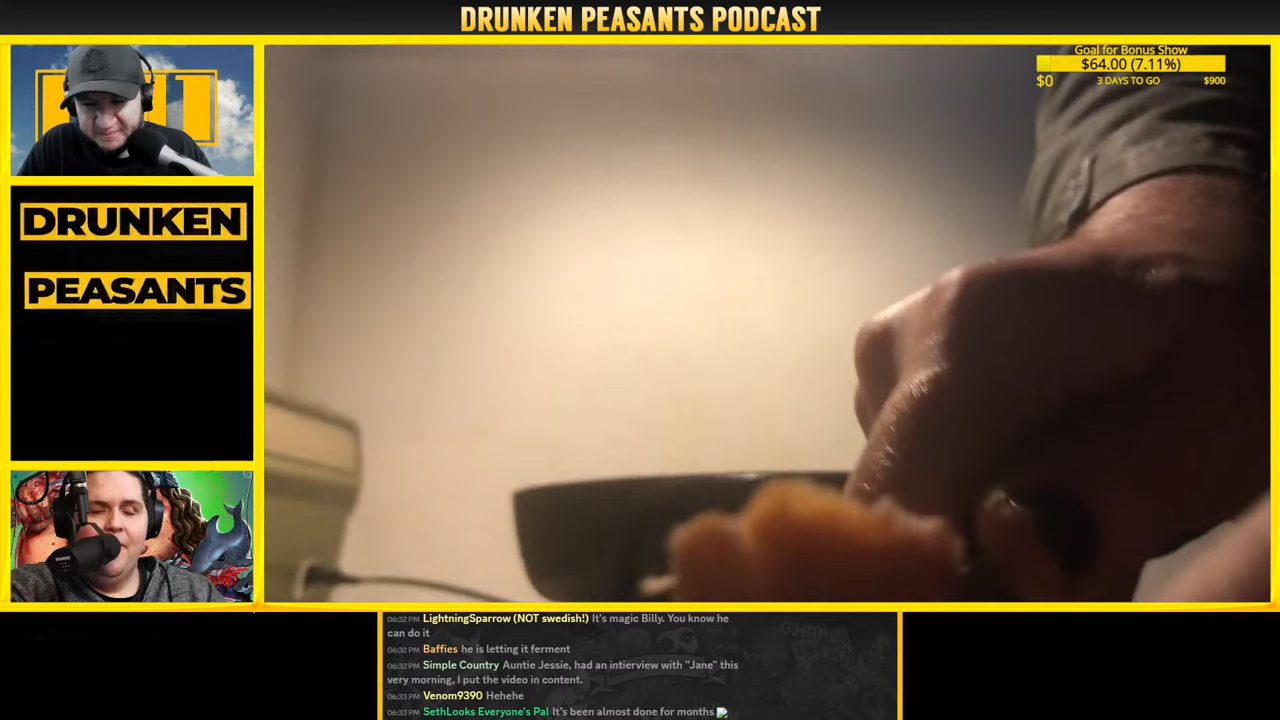 DRUNKEN PEASANTS PODCAST
Goal for Bonus Show
$64.00 (7.11%)
$0
3 DAYS TO GO
$900
DRUNKEN
PEASANTS
06:32 PM LightningSparrow (NOT swedish!) It's magic Billy. You know he
can do it
06:32 PM Baffies he is letting it ferment
06:32 PM Simple Country Auntie Jessie, had an intierview with "Jane" this
very morning, I put the video in content.
06:33 PM Venom9390 Hehehe
06:33 PM SethLooks Everyone's Pal It's been almost done for months